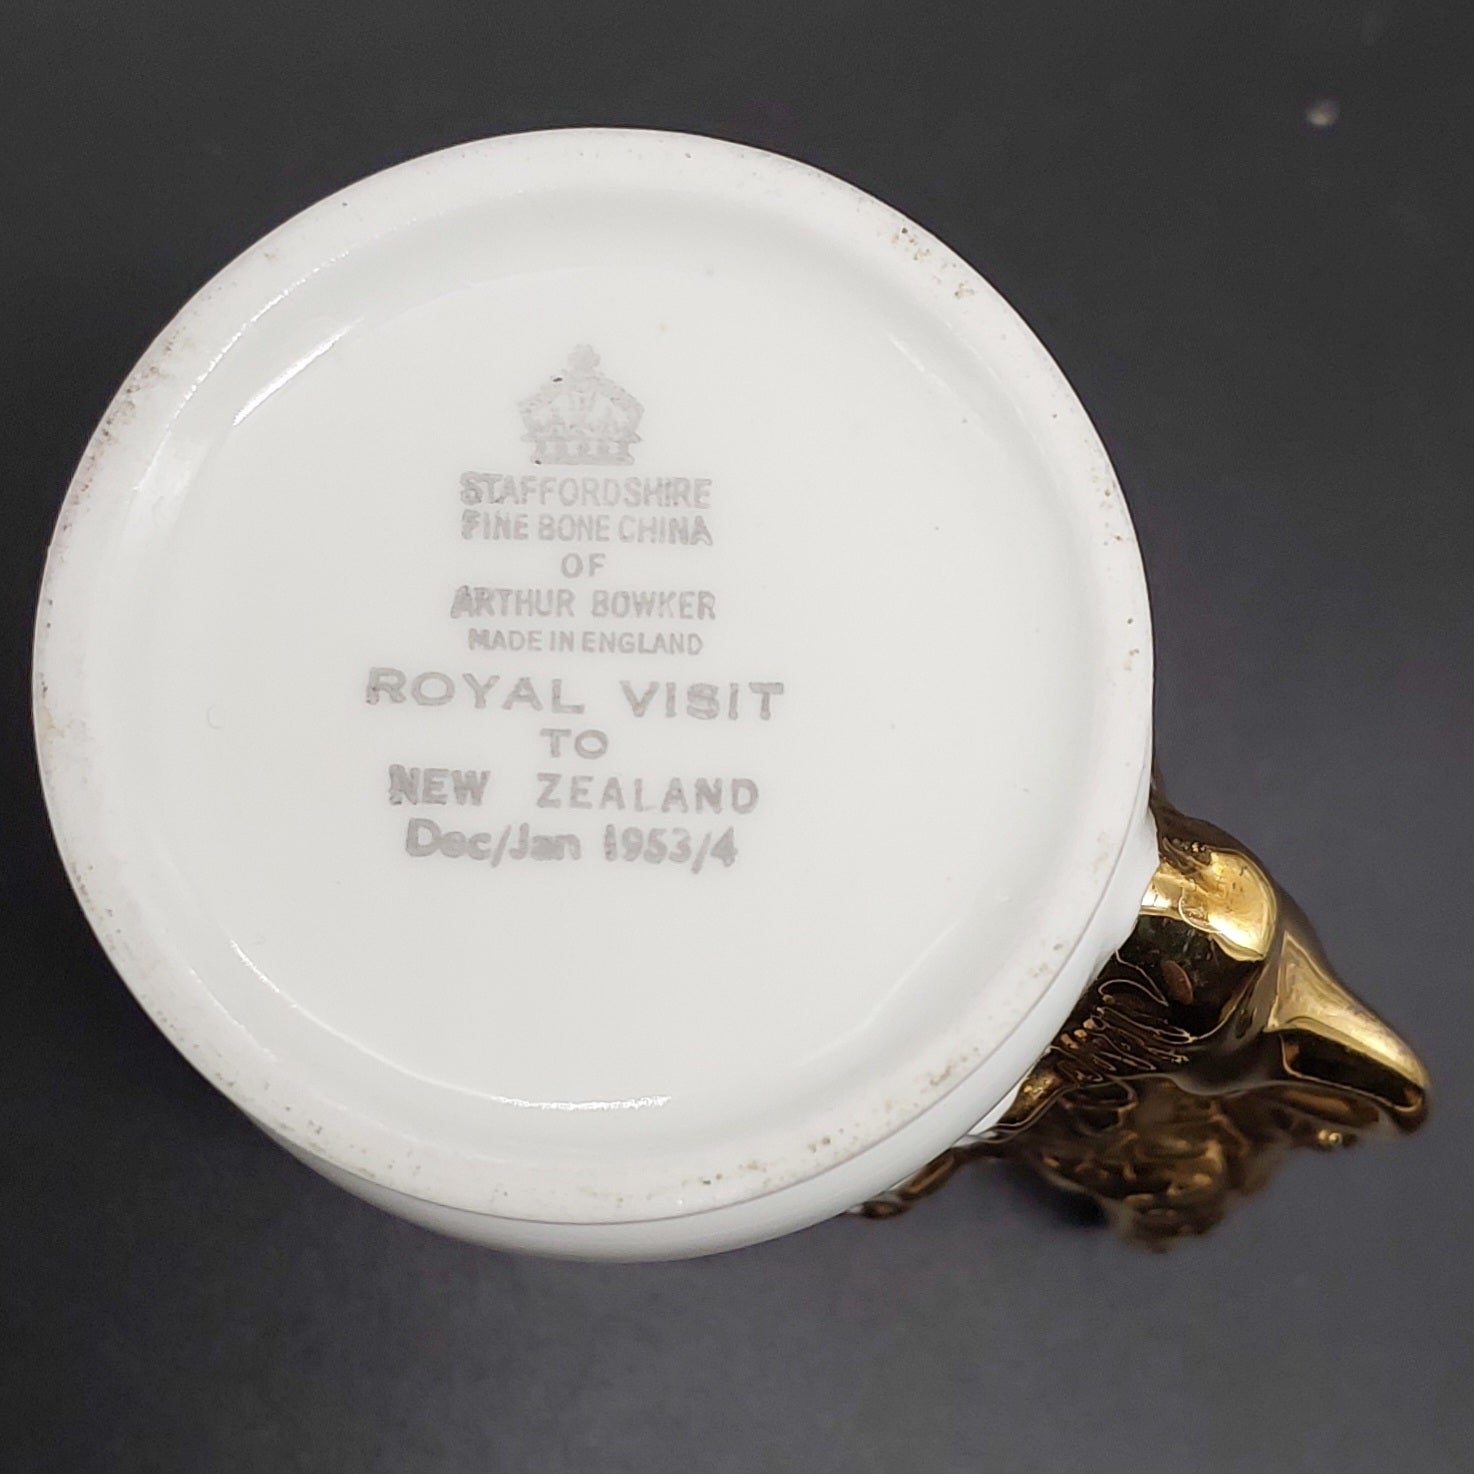 STAFFORDSHIRE
FINE BONE CHINA
OF
ARTHUR BOWKER
MADE IN ENGLAND
ROYAL VISIT
TO
NEW ZEALAND
Dec/Jan 1953/4